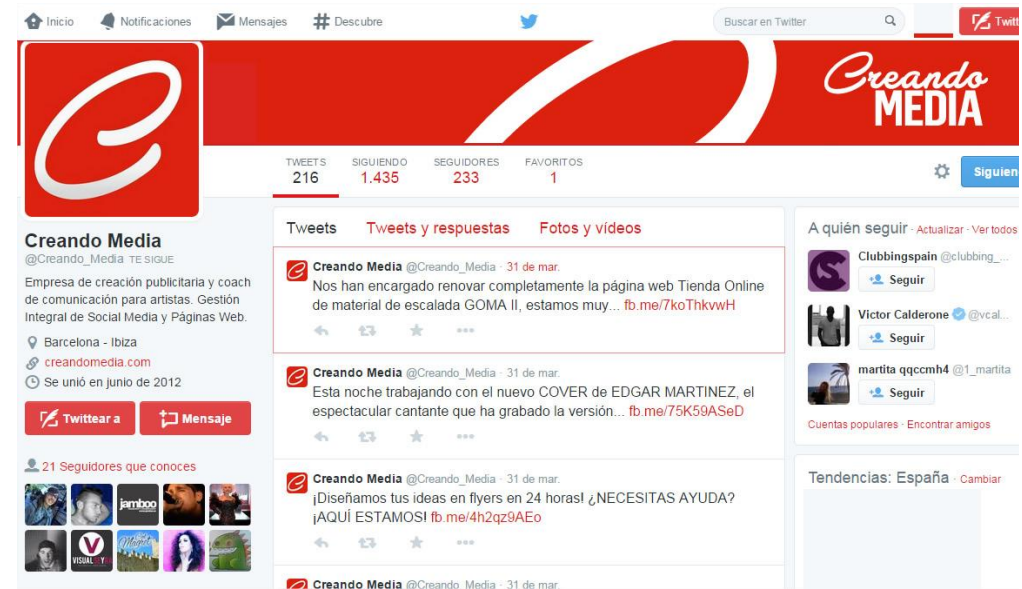 Inicio Notificaciones Mensajes # Descubre Buscar en Twitter Twitt
Creando
MEDIA
TWEETS SIGUIENDO SEGUIDORES FAVORITOS
216 1.435 233 1
Siguien
Creando Media
@Creando_Media TE SIGUE
Empresa de creación publicitaria y coach
de comunicación para artistas. Gestión
Integral de Social Media y Páginas Web.
Barcelona - Ibiza
creandomedia.com
Se unió en junio de 2012
Twittear a Mensaje
21 Seguidores que conoces
jamboo
VISUAL
Tweets Tweets y respuestas Fotos y vídeos
Creando Media @Creando_Media · 31 de mar.
Nos han encargado renovar completamente la página web Tienda Online
de material de escalada GOMA II, estamos muy... fb.me/7koThkvwH
Creando Media @Creando_Media · 31 de mar.
Esta noche trabajando con el nuevo COVER de EDGAR MARTINEZ, el
espectacular cantante que ha grabado la versión... fb.me/75K59ASeD
Creando Media @Creando_Media · 31 de mar.
¡Diseñamos tus ideas en flyers en 24 horas! ¿NECESITAS AYUDA?
¡AQUÍ ESTAMOS! fb.me/4h2qz9AEo
Creando Media @Creando_Media · 31 de mar.
A quién seguir · Actualizar · Ver todos
Clubbingspain @clubbing_...
Seguir
Victor Calderone @vcal...
Seguir
martita qqccmh4 @1_martita
Seguir
Cuentas populares · Encontrar amigos
Tendencias: España · Cambiar